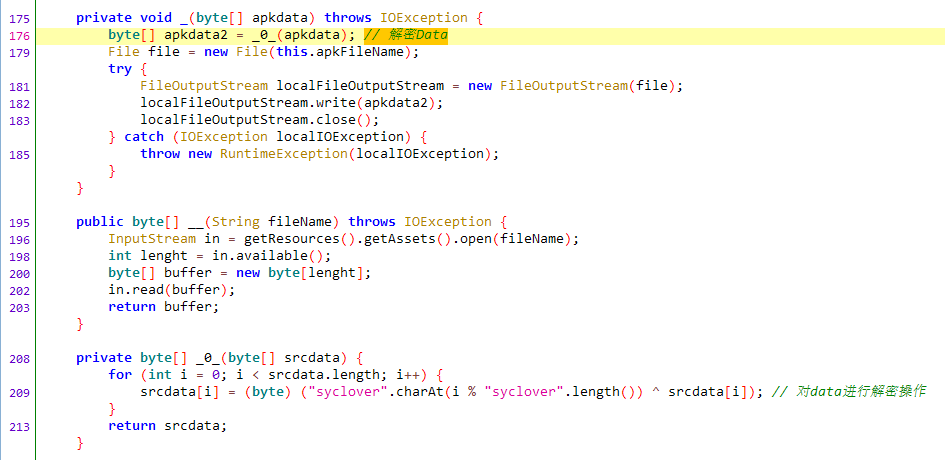 175 private void _(byte[] apkdata) throws IOException {
176 byte[] apkdata2 = _0_(apkdata); // 解密Data
179 File file = new File(this.apkFileName);
try {
181 FileOutputStream localFileOutputStream = new FileOutputStream(file);
182 localFileOutputStream.write(apkdata2);
183 localFileOutputStream.close();
} catch (IOException localIOException) {
185 throw new RuntimeException(localIOException);
}
}
195 public byte[] __(String fileName) throws IOException {
196 InputStream in = getResources().getAssets().open(fileName);
198 int lenght = in.available();
200 byte[] buffer = new byte[lenght];
202 in.read(buffer);
203 return buffer;
}
208 private byte[] _0_(byte[] srcdata) {
for (int i = 0; i < srcdata.length; i++) {
209 srcdata[i] = (byte) ("syclover".charAt(i % "syclover".length()) ^ srcdata[i]); // 对data进行解密操作
}
213 return srcdata;
}